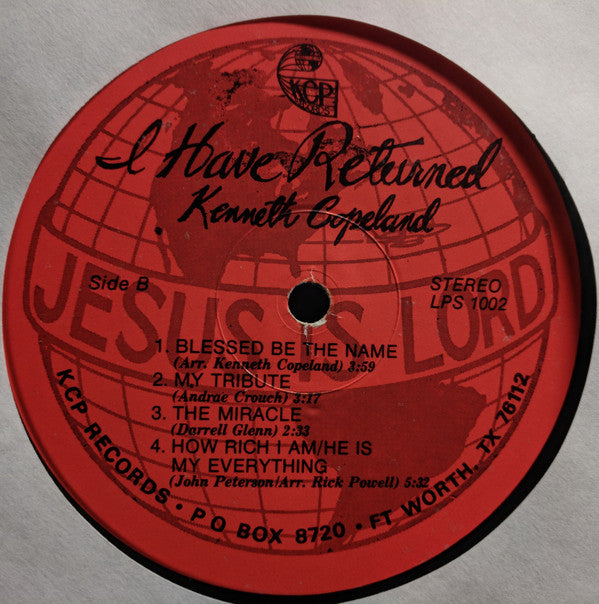 KCP
RECORDS
I Have Returned
Kenneth Copeland
Side B
STEREO
LPS 1002
JESUS IS LORD
1. BLESSED BE THE NAME
(Arr. Kenneth Copeland) 3:59
2. MY TRIBUTE
(Andrae Crouch) 3:17
3. THE MIRACLE
(Darrell Glenn) 2:33
4. HOW RICH I AM/HE IS
MY EVERYTHING
(John Peterson/Arr. Rick Powell) 5:32
KCP RECORDS • PO BOX 8720 • FT WORTH, TX 76112